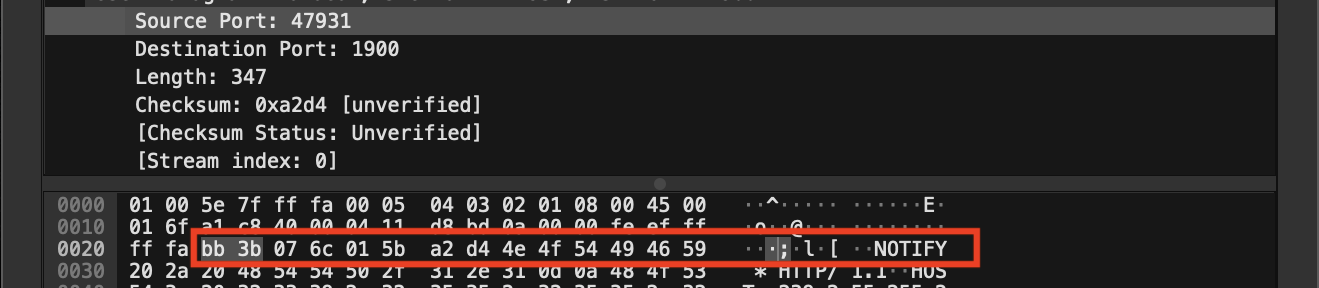 Source Port: 47931
Destination Port: 1900
Length: 347
Checksum: 0xa2d4 [unverified]
[Checksum Status: Unverified]
[Stream index: 0]
0000 01 00 5e 7f ff fa 00 05 04 03 02 01 08 00 45 00 ··^····· ······E·
0010 01 6f a1 c8 40 00 04 11 d8 bd 0a 00 00 fe ef ff ·o··@··· ········
0020 ff fa bb 3b 07 6c 01 5b a2 d4 4e 4f 54 49 46 59 ···;·l·[ ··NOTIFY
0030 20 2a 20 48 54 54 50 2f 31 2e 31 0d 0a 48 4f 53 * HTTP/ 1.1··HOS